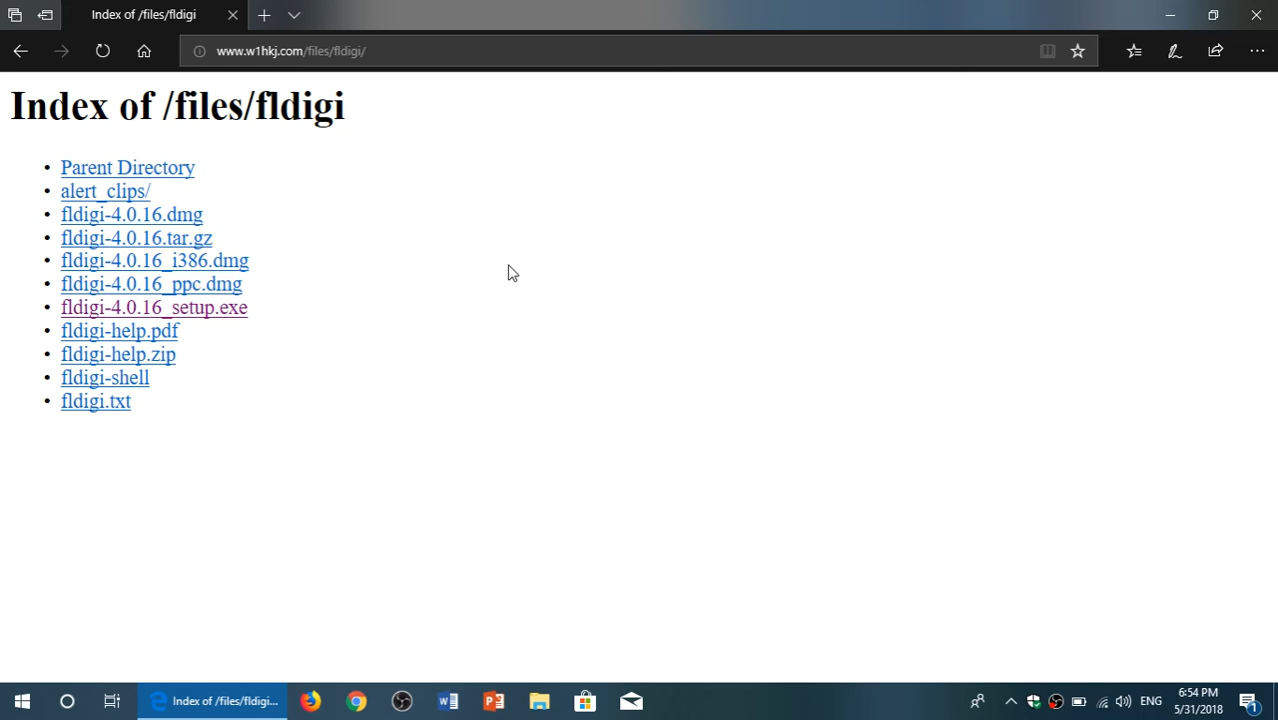 Index of /files/fldigi
www.w1hkj.com/files/fldigi/
Index of /files/fldigi
Parent Directory
alert_clips/
fldigi-4.0.16.dmg
fldigi-4.0.16.tar.gz
fldigi-4.0.16_i386.dmg
fldigi-4.0.16_ppc.dmg
fldigi-4.0.16_setup.exe
fldigi-help.pdf
fldigi-help.zip
fldigi-shell
fldigi.txt
Index of /files/fldigi...
ENG
6:54 PM
5/31/2018
1